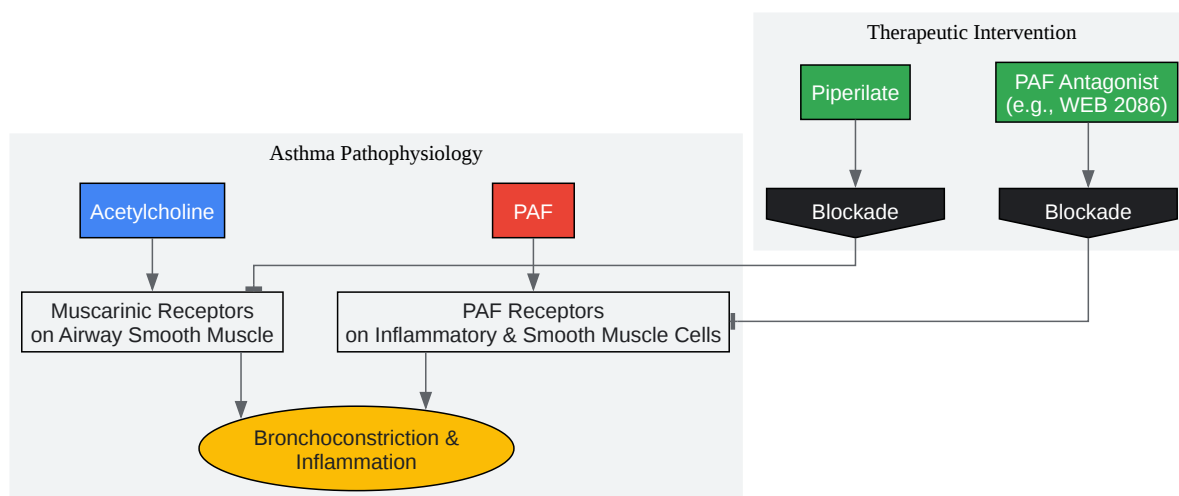 Therapeutic Intervention
Piperilate
PAF Antagonist
(e.g., WEB 2086)
Blockade
Blockade
Asthma Pathophysiology
Acetylcholine
PAF
Muscarinic Receptors
on Airway Smooth Muscle
PAF Receptors
on Inflammatory & Smooth Muscle Cells
Bronchoconstriction &
Inflammation